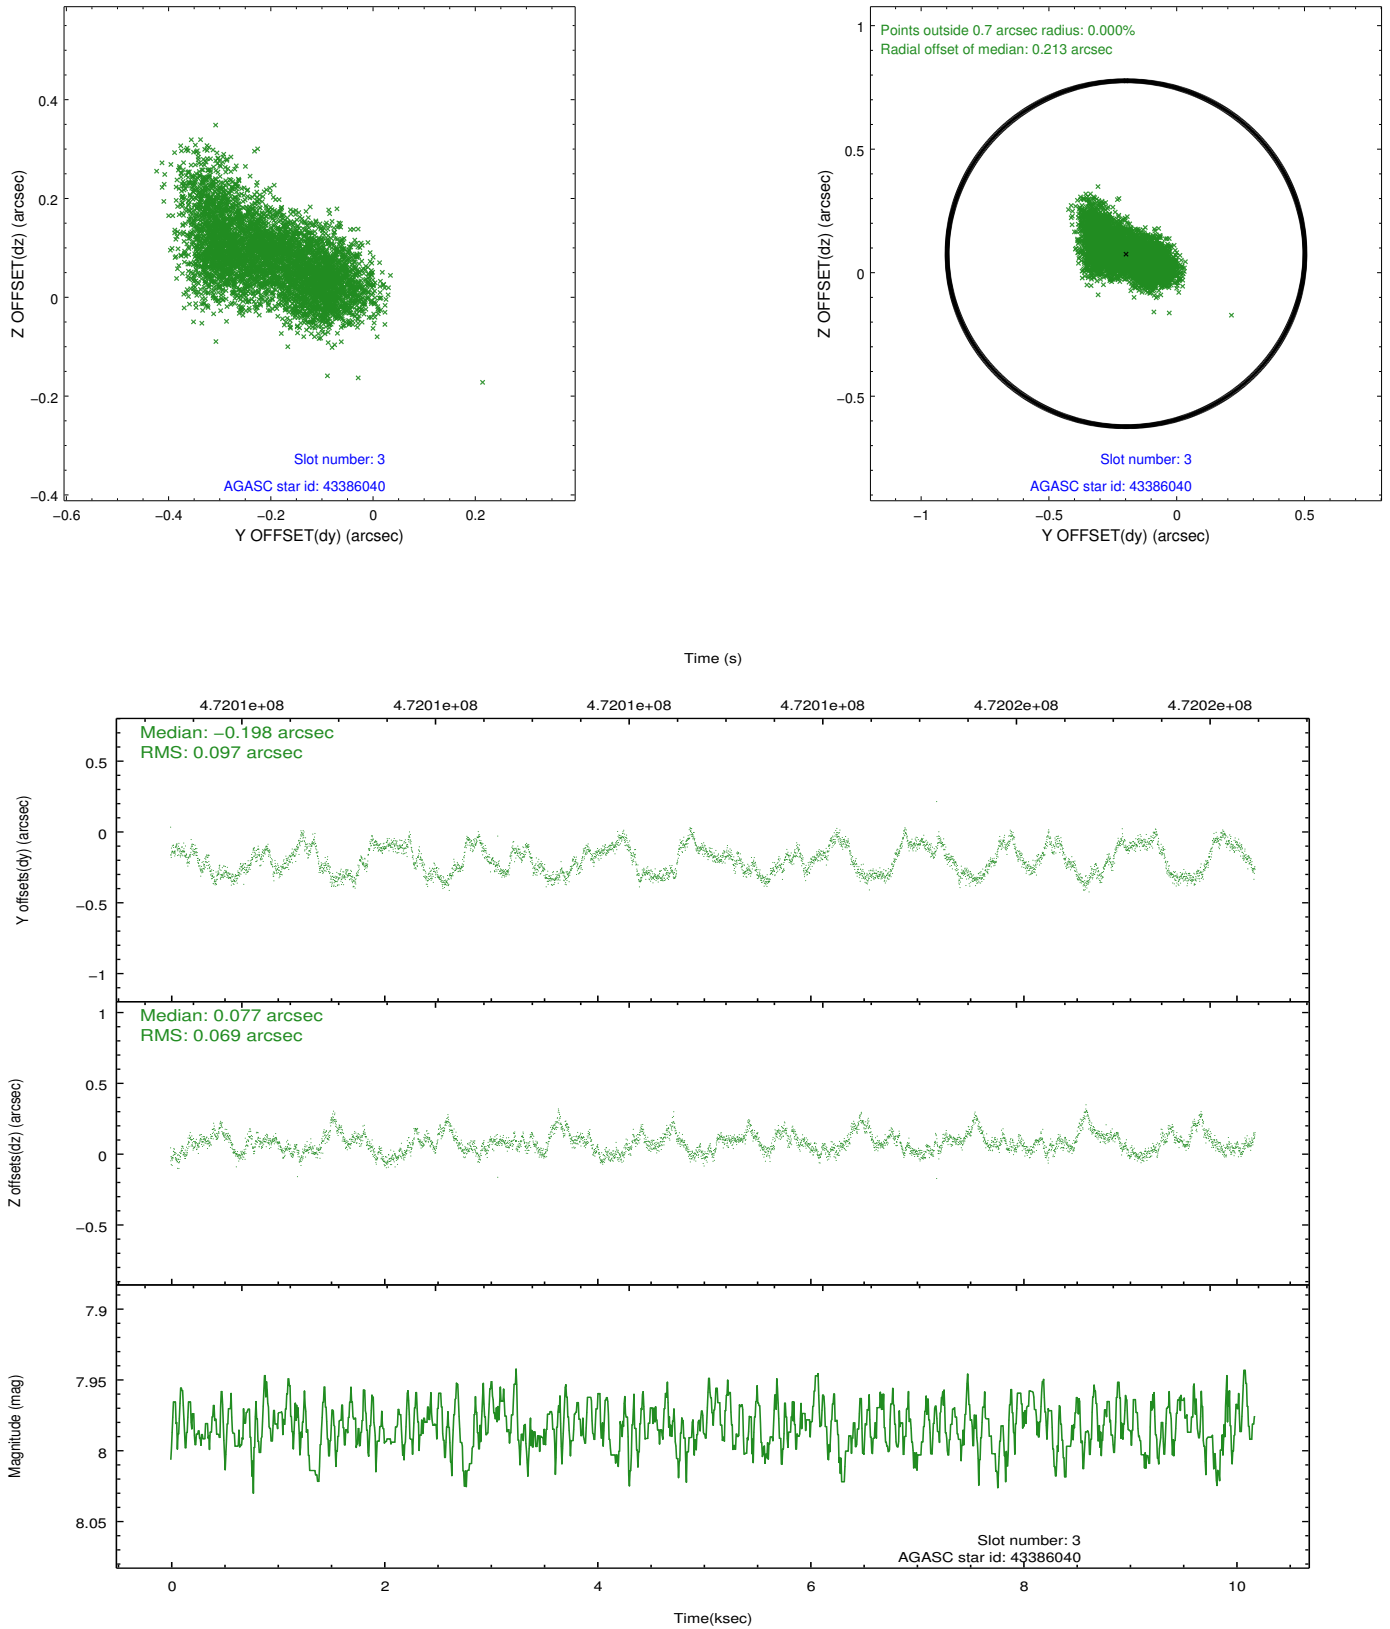 Points outside 0.7 arcsec radius: 0.000%
Radial offset of median: 0.213 arcsec
0.4
0.2
0
−0.2
−0.4
Z OFFSET(dz) (arcsec)
Slot number: 3
AGASC star id: 43386040
−0.6
−0.4
−0.2
0
0.2
Y OFFSET(dy) (arcsec)
1
0.5
0
−0.5
Z OFFSET(dz) (arcsec)
Slot number: 3
AGASC star id: 43386040
−1
−0.5
0
0.5
Y OFFSET(dy) (arcsec)
Time (s)
4.7201e+08
4.7201e+08
4.7201e+08
4.7201e+08
4.7202e+08
4.7202e+08
Median: −0.198 arcsec
RMS: 0.097 arcsec
0.5
0
−0.5
−1
Y offsets(dy) (arcsec)
Median: 0.077 arcsec
RMS: 0.069 arcsec
1
0.5
0
−0.5
Z offsets(dz) (arcsec)
7.9
7.95
8
8.05
Magnitude (mag)
Slot number: 3
AGASC star id: 43386040
0
2
4
6
8
10
Time(ksec)